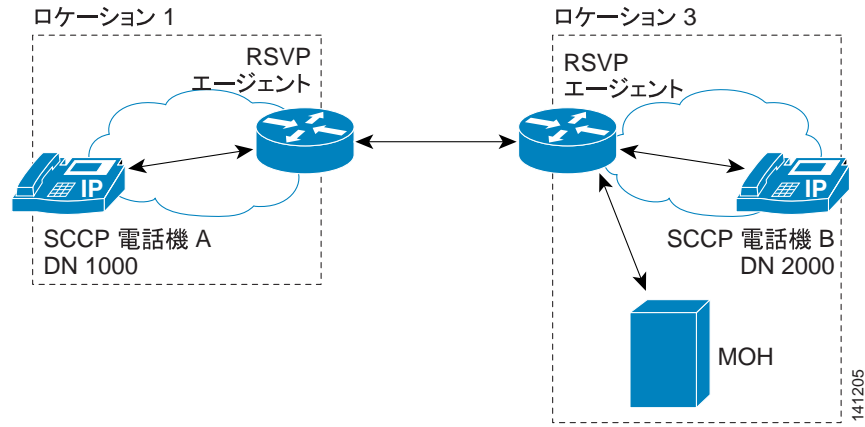 ロケーション 1
RSVP
エージェント
IP
SCCP 電話機 A
DN 1000
ロケーション 3
RSVP
エージェント
IP
SCCP 電話機 B
DN 2000
MOH
141205